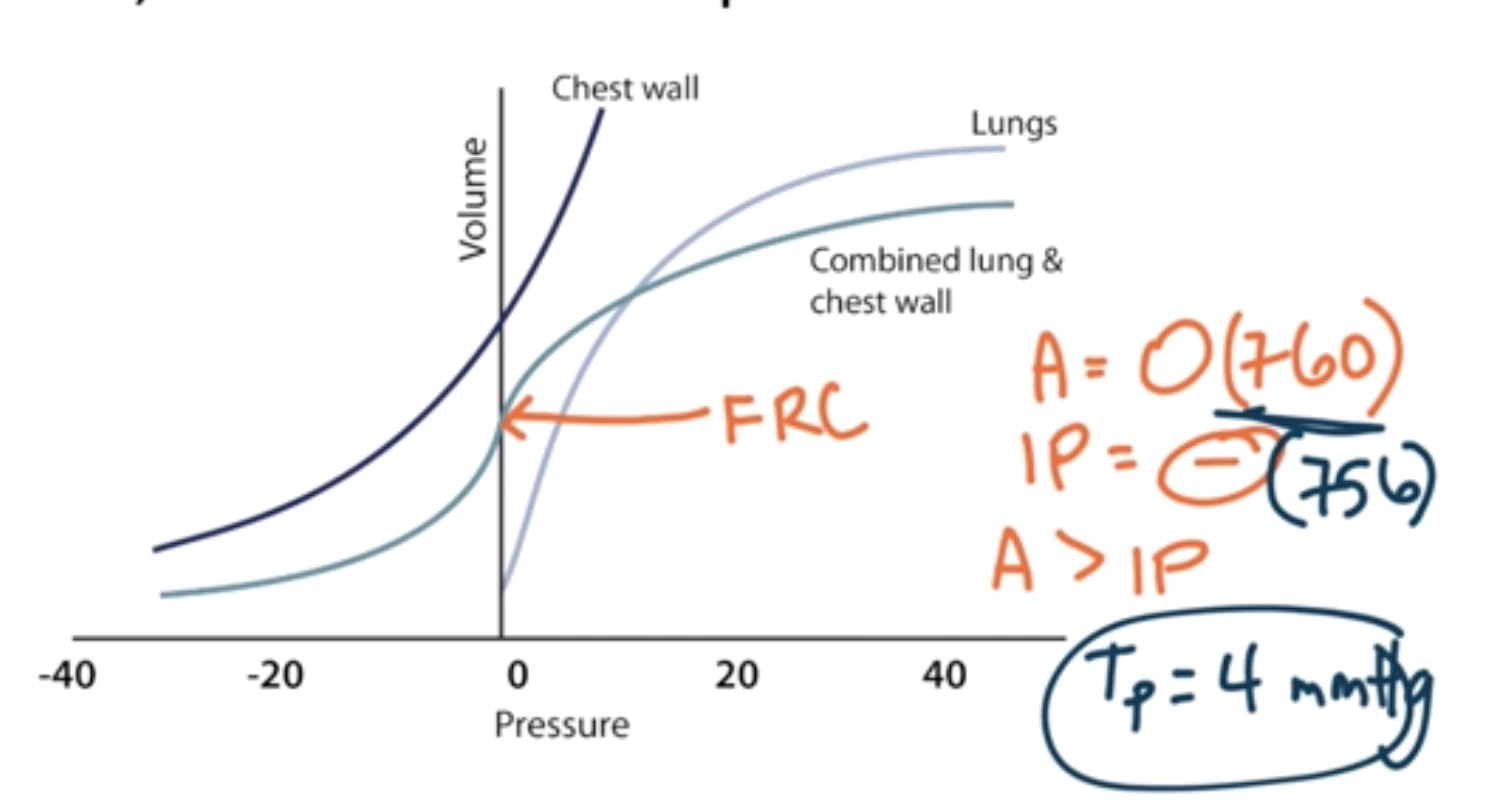 Chest wall
Lungs
Volume
Combined lung &
chest wall
A = 0 (760)
FRC
IP = - (756)
A > IP
-40 -20 0 20 40
Pressure
Tp = 4 mmHg